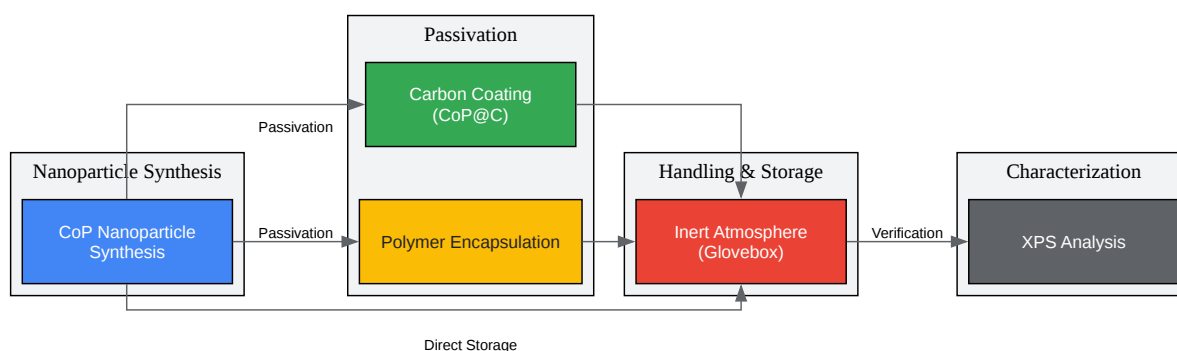 Passivation
Carbon Coating
(CoP@C)
Passivation
Nanoparticle Synthesis
CoP Nanoparticle
Synthesis
Passivation
Polymer Encapsulation
Handling & Storage
Inert Atmosphere
(Glovebox)
Verification
Characterization
XPS Analysis
Direct Storage